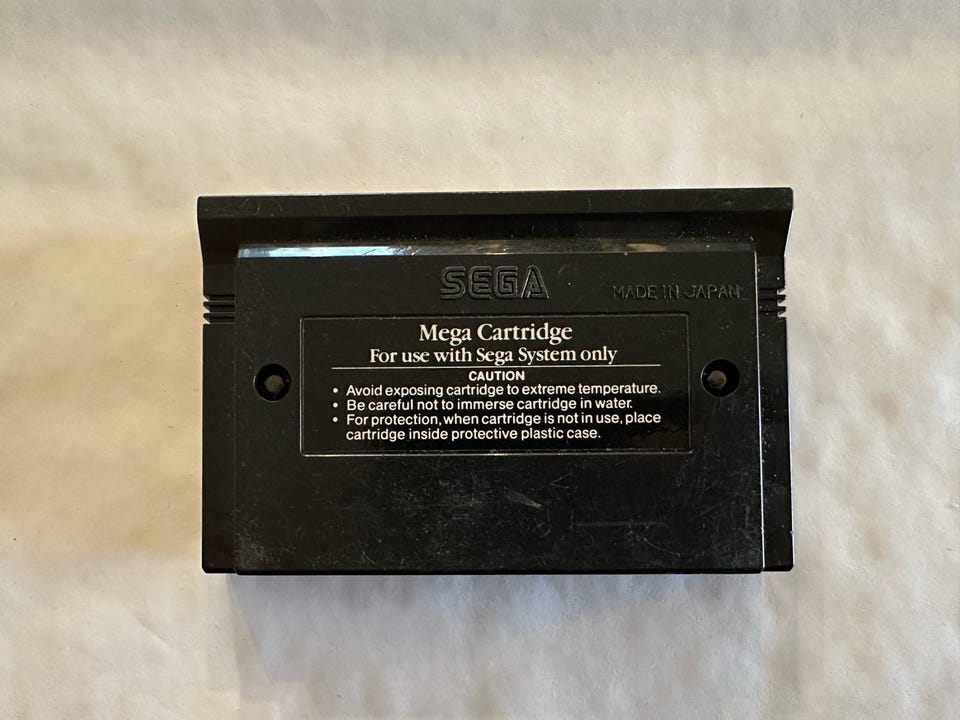 SEGA
MADE IN JAPAN
Mega Cartridge
For use with Sega System only
CAUTION
• Avoid exposing cartridge to extreme temperature.
• Be careful not to immerse cartridge in water.
• For protection, when cartridge is not in use, place
cartridge inside protective plastic case.